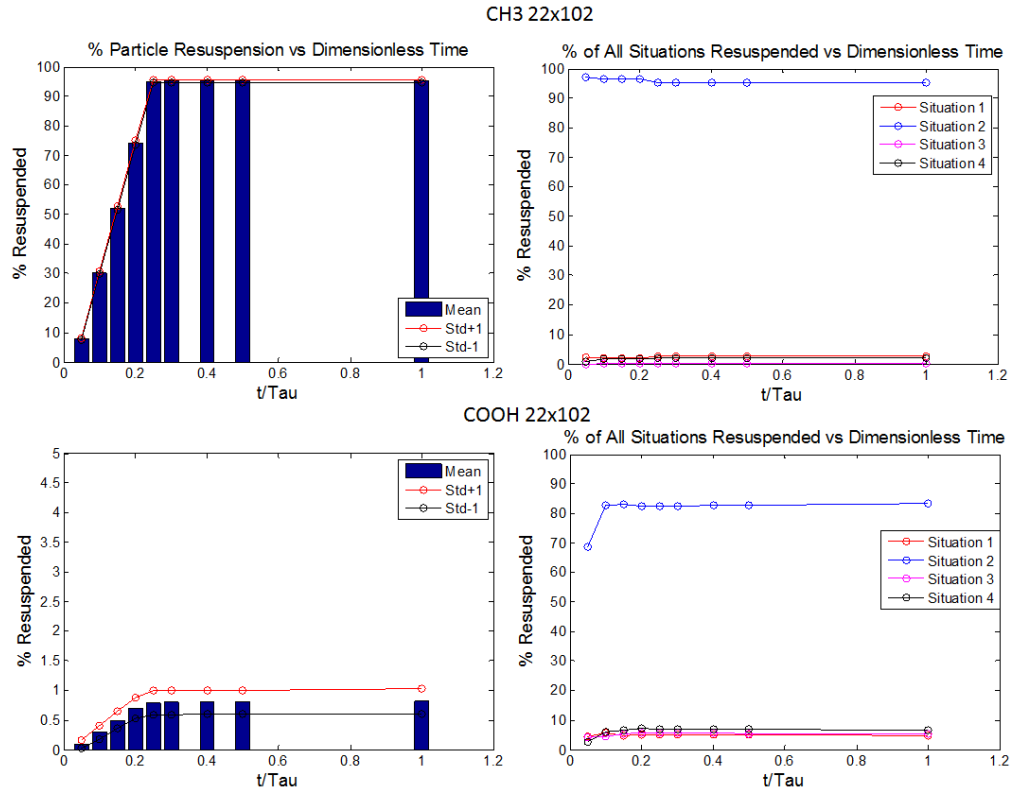 CH3 22x102
% Particle Resuspension vs Dimensionless Time
100
90
80
70
60
50
40
30
20
10
0
% Resuspended
0 0.2 0.4 0.6 0.8 1 1.2
t/Tau
Mean
Std+1
Std-1
% of All Situations Resuspended vs Dimensionless Time
100
90
80
70
60
50
40
30
20
10
0
% Resuspended
0 0.2 0.4 0.6 0.8 1 1.2
t/Tau
Situation 1
Situation 2
Situation 3
Situation 4
COOH 22x102
5
4.5
4
3.5
3
2.5
2
1.5
1
0.5
0
% Resuspended
0 0.2 0.4 0.6 0.8 1 1.2
t/Tau
Mean
Std+1
Std-1
% of All Situations Resuspended vs Dimensionless Time
100
90
80
70
60
50
40
30
20
10
0
% Resuspended
0 0.2 0.4 0.6 0.8 1 1.2
t/Tau
Situation 1
Situation 2
Situation 3
Situation 4